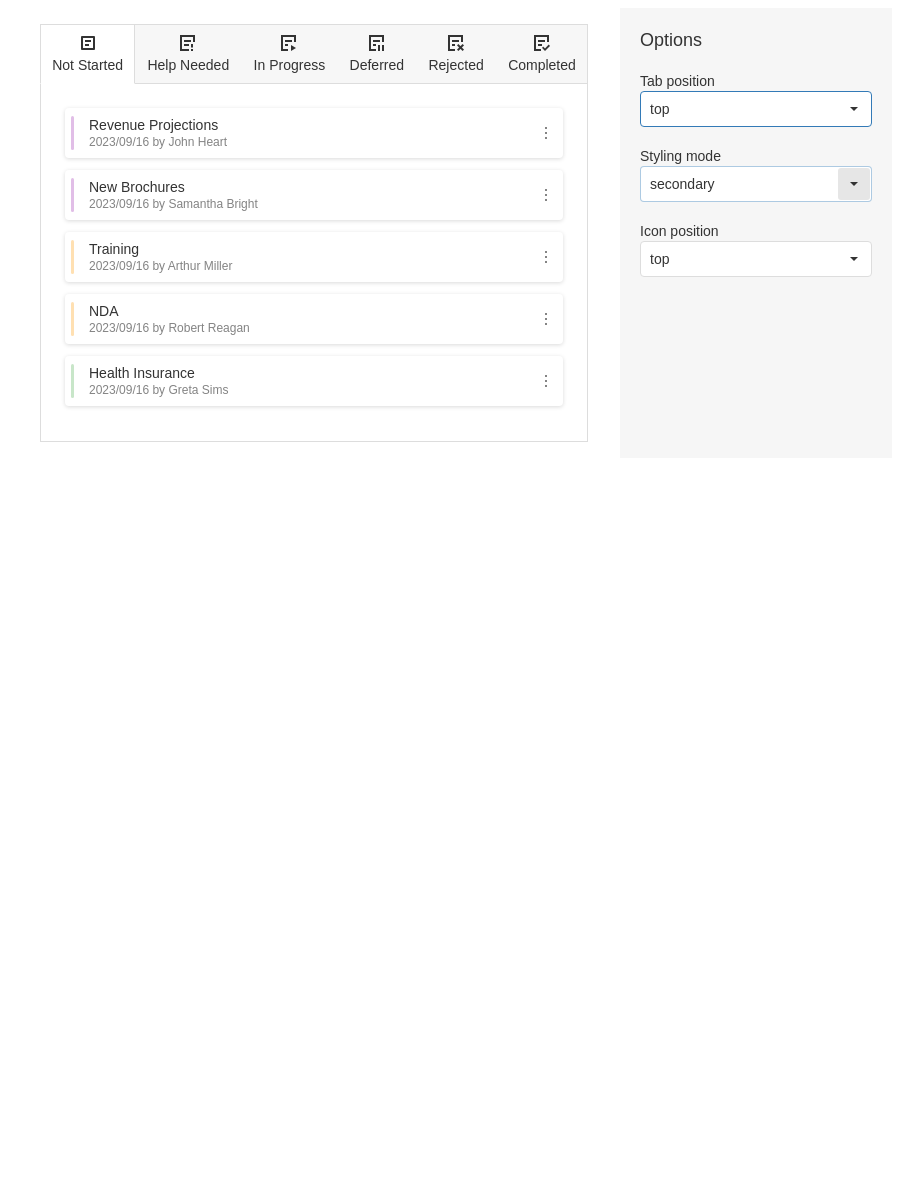 Not Started
Help Needed
In Progress
Deferred
Rejected
Completed
Revenue Projections
2023/09/16 by John Heart
New Brochures
2023/09/16 by Samantha Bright
Training
2023/09/16 by Arthur Miller
NDA
2023/09/16 by Robert Reagan
Health Insurance
2023/09/16 by Greta Sims
Options
Tab position
top
Styling mode
secondary
Icon position
top